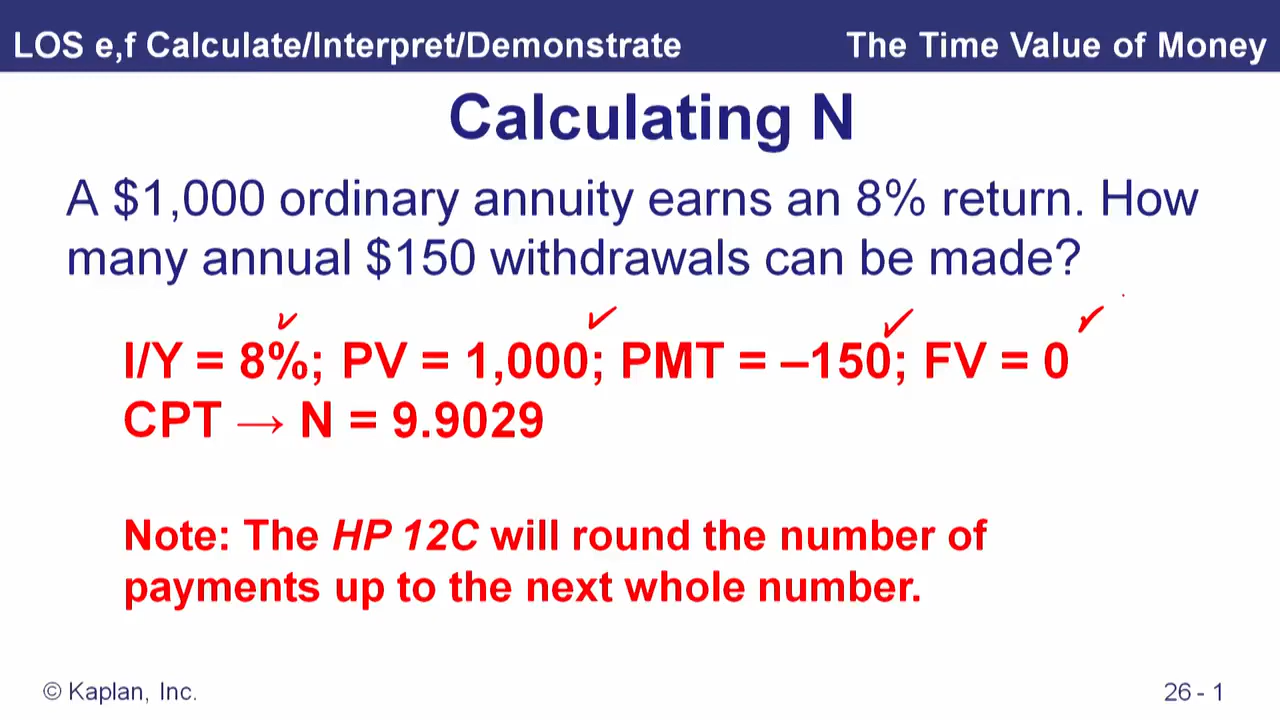 LOS e,f Calculate/Interpret/Demonstrate The Time Value of Money
Calculating N
A $1,000 ordinary annuity earns an 8% return. How
many annual $150 withdrawals can be made?
I/Y = 8%; PV = 1,000; PMT = –150; FV = 0
CPT → N = 9.9029
Note: The HP 12C will round the number of
payments up to the next whole number.
© Kaplan, Inc. 26 - 1